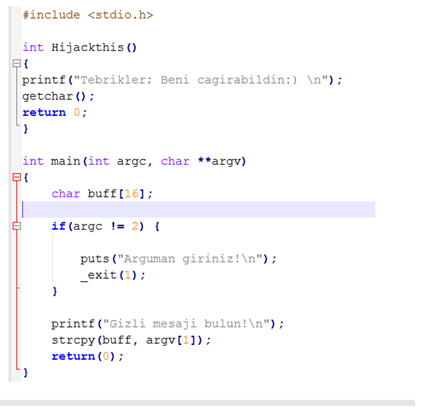 #include <stdio.h>
int Hijackthis()
{
printf("Tebrikler; Beni cagirabildin:) \n");
getchar();
return 0;
}
int main(int argc, char **argv)
{
char buff[16];
if(argc != 2) {
puts("Arguman giriniz!\n");
_exit(1);
}
printf("Gizli mesaji bulun!\n");
strcpy(buff, argv[1]);
return(0);
}